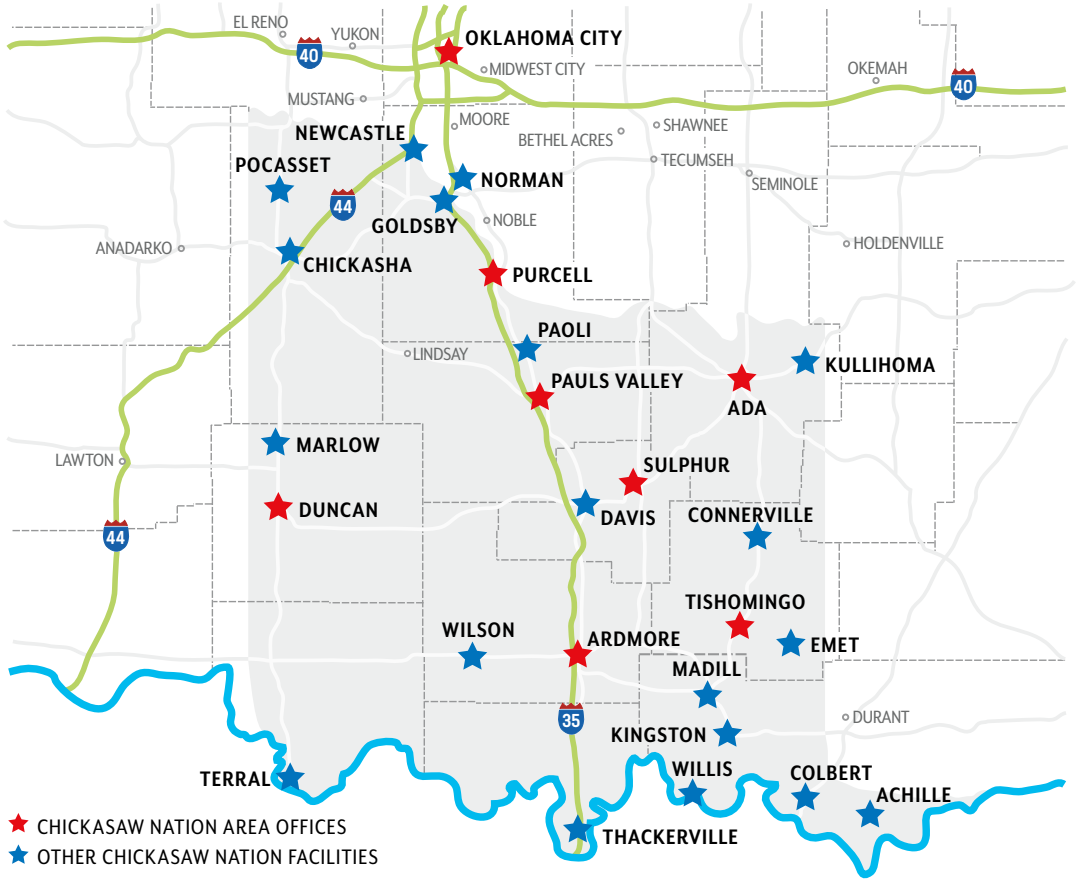 EL RENO
YUKON
OKLAHOMA CITY
40
MIDWEST CITY
OKEMAH
40
MUSTANG
MOORE
NEWCASTLE
BETHEL ACRES
SHAWNEE
POCASSET
TECUMSEH
NORMAN
SEMINOLE
44
GOLDSBY
NOBLE
ANADARKO
HOLDENVILLE
CHICKASHA
PURCELL
PAOLI
LINDSAY
KULLIHOMA
PAULS VALLEY
ADA
MARLOW
LAWTON
SULPHUR
DUNCAN
DAVIS
CONNERVILLE
44
TISHOMINGO
WILSON
ARDMORE
EMET
MADILL
35
DURANT
KINGSTON
WILLIS
COLBERT
TERRAL
ACHILLE
CHICKASAW NATION AREA OFFICES
THACKERVILLE
OTHER CHICKASAW NATION FACILITIES